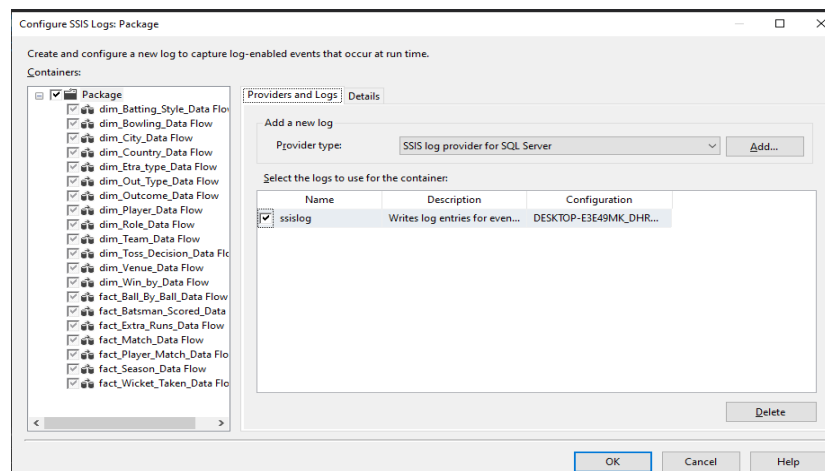 Configure SSIS Logs: Package
Create and configure a new log to capture log-enabled events that occur at run time.
Containers:
Package
dim_Batting_Style_Data Flo
dim_Bowling_Data Flow
dim_City_Data Flow
dim_Country_Data Flow
dim_Etra_type_Data Flow
dim_Out_Type_Data Flow
dim_Outcome_Data Flow
dim_Player_Data Flow
dim_Role_Data Flow
dim_Team_Data Flow
dim_Toss_Decision_Data Flo
dim_Venue_Data Flow
dim_Win_by_Data Flow
fact_Ball_By_Ball_Data Flow
fact_Batsman_Scored_Data
fact_Extra_Runs_Data Flow
fact_Match_Data Flow
fact_Player_Match_Data Flo
fact_Season_Data Flow
fact_Wicket_Taken_Data Flo
Providers and Logs Details
Add a new log
Provider type: SSIS log provider for SQL Server Add...
Select the logs to use for the container:
Name Description Configuration
ssislog Writes log entries for even... DESKTOP-E3E49MK_DHR...
Delete
OK Cancel Help